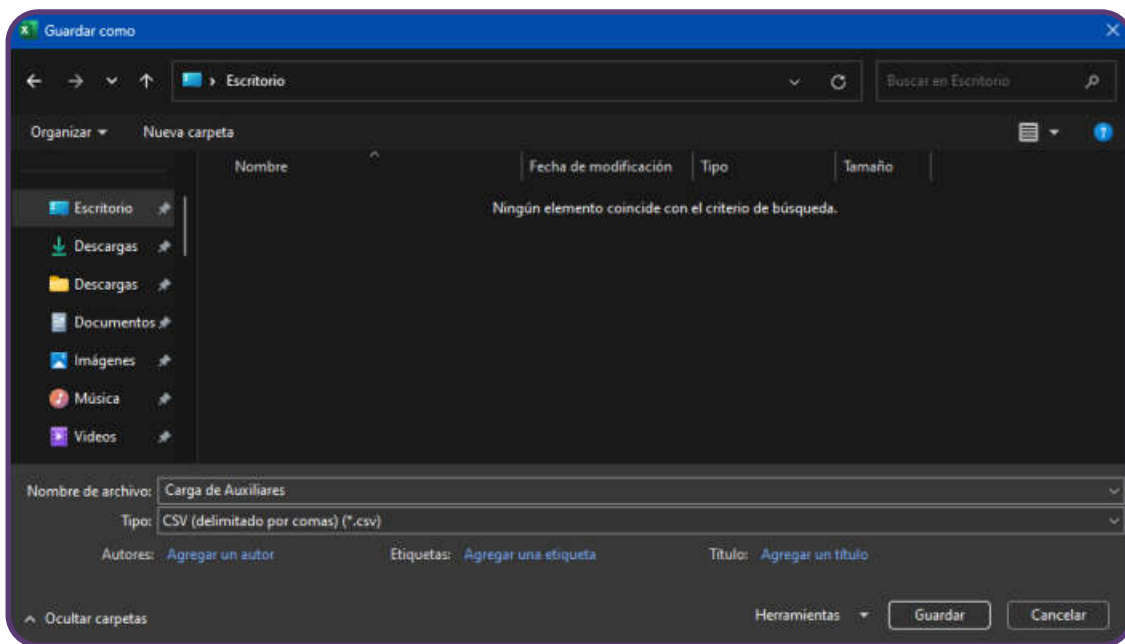 Guardar como
Escritorio
Buscar en Escritorio
Organizar
Nueva carpeta
Nombre
Fecha de modificación
Tipo
Tamaño
Ningún elemento coincide con el criterio de búsqueda.
Escritorio
Descargas
Descargas
Documentos
Imágenes
Música
Videos
Nombre de archivo: Carga de Auxiliares
Tipo: CSV (delimitado por comas) (*.csv)
Autores: Agregar un autor
Etiquetas: Agregar una etiqueta
Título: Agregar un título
Ocultar carpetas
Herramientas
Guardar
Cancelar